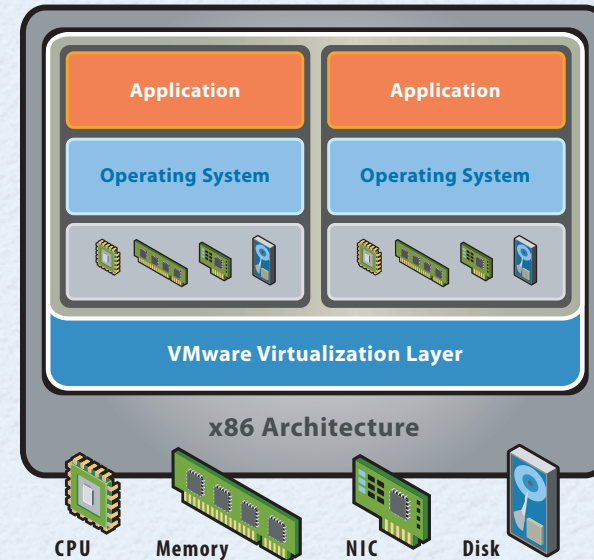 Application Application
Operating System Operating System
VMware Virtualization Layer
x86 Architecture
CPU Memory NIC Disk